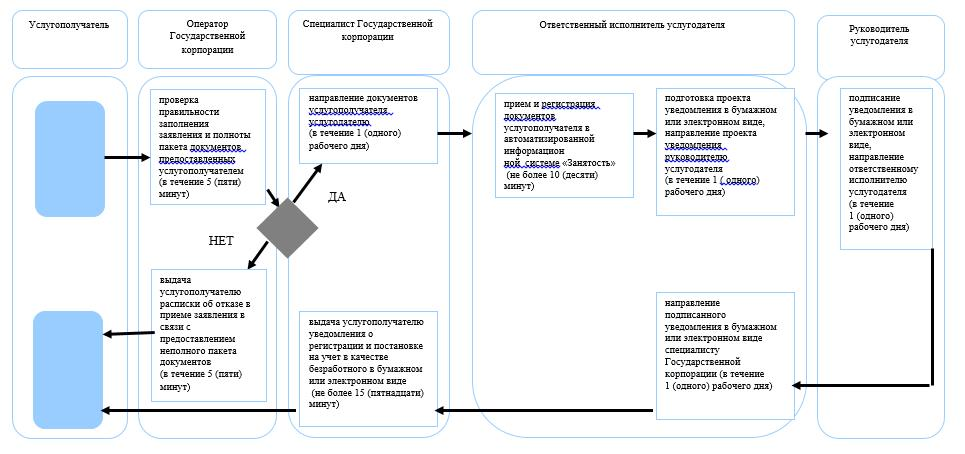 Услугополучатель
Оператор
Государственной
корпорации
Специалист Государственной
корпорации
Ответственный исполнитель услугодателя
Руководитель
услугодателя
проверка
правильности
заполнения
заявления и полноты
пакета документов,
предоставленных
услугополучателем
(в течение 5 (пяти)
минут)
направление документов
услугополучателя
услугодателю
(в течение 1 (одного)
рабочего дня)
прием и регистрация
документов
услугополучателя в
автоматизированной
информацион
ной системе «Занятость»
(не более 10 (десяти)
минут)
подготовка проекта
уведомления в бумажном
или электронном виде,
направление проекта
уведомления
руководителю
услугодателя
(в течение 1 ( одного)
рабочего дня)
подписание
уведомления в
бумажном или
электронном
виде,
направление
ответственному
исполнителю
услугодателя
(в течение
1 (одного)
рабочего дня)
ДА
НЕТ
выдача
услугополучателю
расписки об отказе в
приеме заявления в
связи с
предоставлением
неполного пакета
документов
(в течение 5 (пяти)
минут)
выдача услугополучателю
уведомления о
регистрации и постановке
на учет в качестве
безработного в бумажном
или электронном виде
(не более 15 (пятнадцати)
минут)
направление
подписанного
уведомления в бумажном
или электронном виде
специалисту
Государственной
корпорации (в течение
1 (одного) рабочего дня)